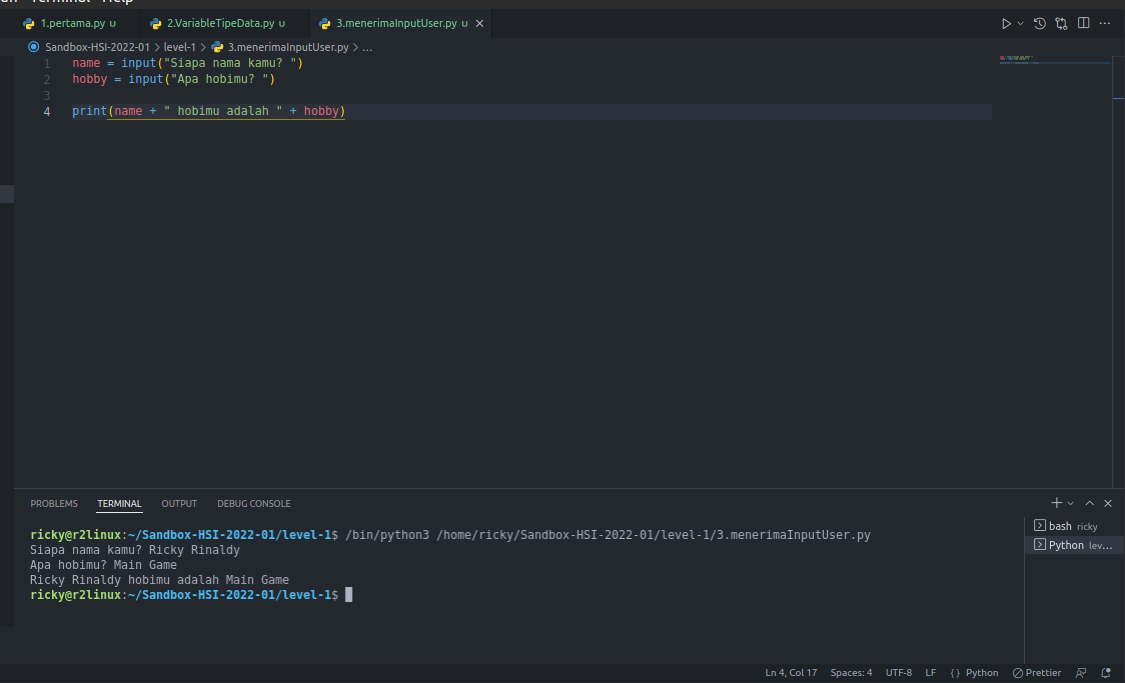 Terminal Help
1.pertama.py U 2.VariableTipeData.py U 3.menerimaInputUser.py U
Sandbox-HSI-2022-01 > level-1 > 3.menerimaInputUser.py > ...
1 name = input("Siapa nama kamu? ")
2 hobby = input("Apa hobimu? ")
3
4 print(name + " hobimu adalah " + hobby)
PROBLEMS TERMINAL OUTPUT DEBUG CONSOLE
ricky@r2linux:~/Sandbox-HSI-2022-01/level-1$ /bin/python3 /home/ricky/Sandbox-HSI-2022-01/level-1/3.menerimaInputUser.py
Siapa nama kamu? Ricky Rinaldy
Apa hobimu? Main Game
Ricky Rinaldy hobimu adalah Main Game
ricky@r2linux:~/Sandbox-HSI-2022-01/level-1$
bash ricky
Python lev...
Ln 4, Col 17 Spaces: 4 UTF-8 LF {} Python Prettier